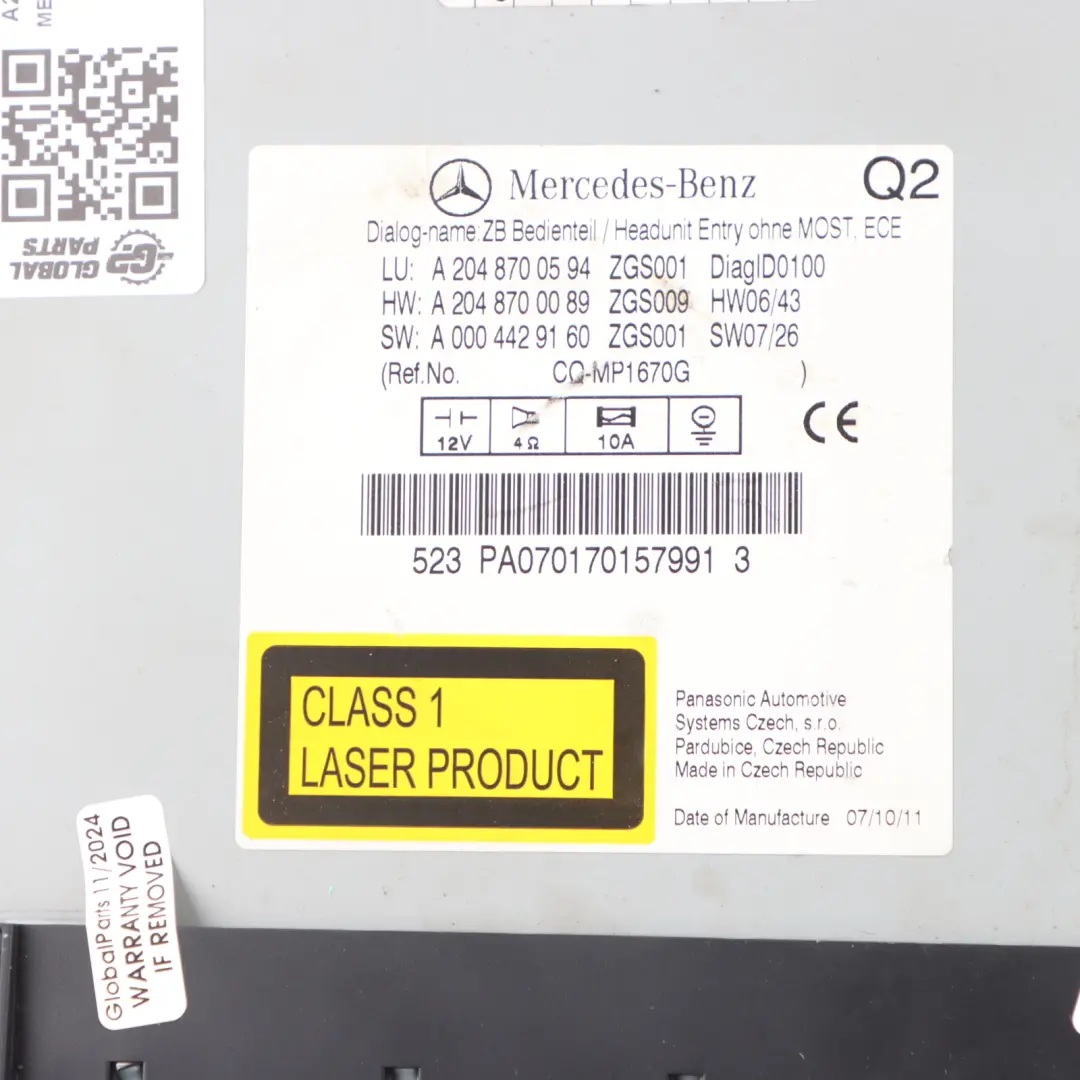 Mercedes-Benz Q2
Dialog-name:ZB Bedienteil / Headunit Entry ohne MOST, ECE
LU: A 204 870 05 94 ZGS001 DiagID0100
HW: A 204 870 00 89 ZGS009 HW06/43
SW: A 000 442 91 60 ZGS001 SW07/26
(Ref.No. CQ-MP1670G )
12V 4Ω 10A CE
523 PA070170157991 3
CLASS 1
LASER PRODUCT
Panasonic Automotive
Systems Czech, s.r.o.
Pardubice, Czech Republic
Made in Czech Republic
Date of Manufacture 07/10/11
GLOBAL
PARTS
GP
GlobalParts 11/2024
WARRANTY VOID
IF REMOVED